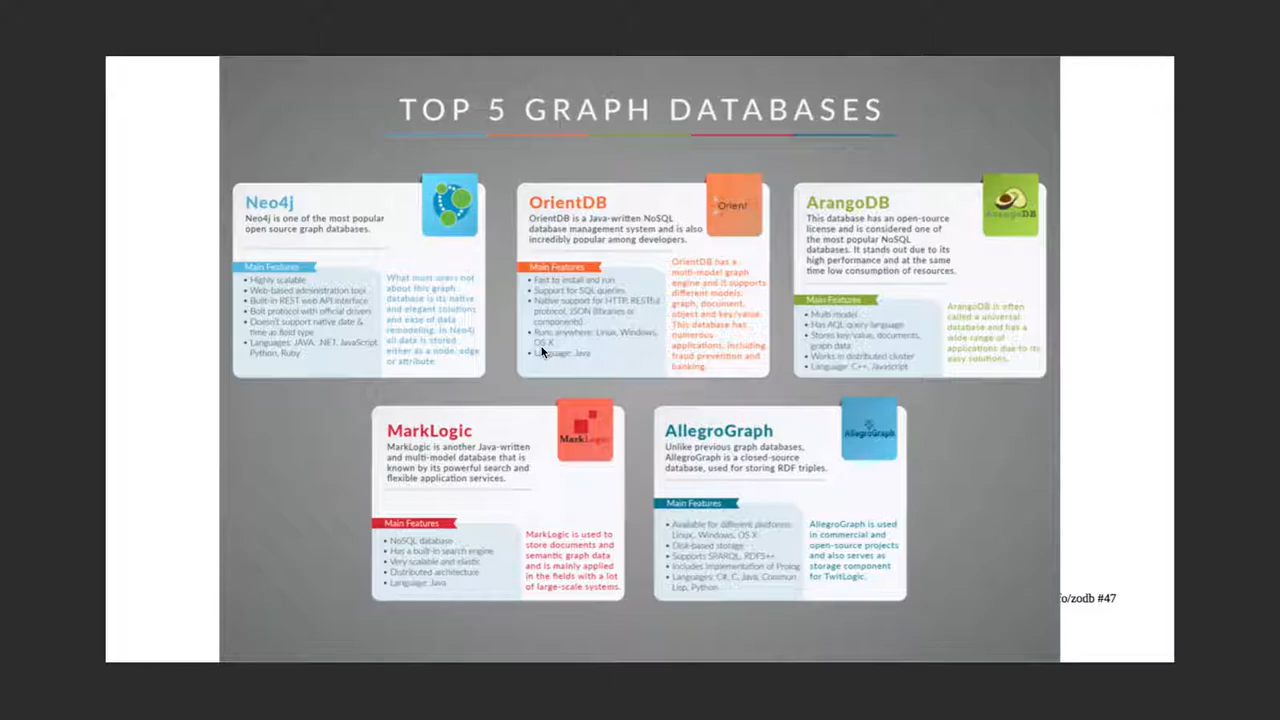 TOP 5 GRAPH DATABASES
Neo4j
Neo4j is one of the most popular
open source graph databases.
Main Features
• Highly scalable
• Web-based administration tool
• Built-in REST web API interface
• Bolt protocol with official drivers
• Doesn't support native date &
time as field type
• Languages: JAVA, .NET, JavaScript,
Python, Ruby
What most users not
about this graph
database is its native
and elegant solutions
and ease of data
remodeling. In Neo4j
all data is stored
either as a node, edge
or attribute.
OrientDB
Orient
OrientDB is a Java-written NoSQL
database management system and is also
incredibly popular among developers.
Main Features
• Fast to install and run
• Support for SQL queries
• Native support for HTTP, RESTful
protocol, JSON (libraries or
components)
• Runs anywhere: Linux, Windows,
OS X
• Language: Java
OrientDB has a
multi-model graph
engine and it supports
different models:
graph, document,
object and key/value.
This database has
numerous
applications, including
fraud prevention and
banking.
ArangoDB
ArangoDB
This database has an open-source
license and is considered one of
the most popular NoSQL
databases. It stands out due to its
high performance and at the same
time low consumption of resources.
Main Features
• Multi model
• Has AQL query language
• Stores key/value, documents,
graph data
• Works in distributed cluster
• Language: C++, Javascript
ArangoDB is often
called a universal
database and has a
wide range of
applications due to its
easy solutions.
MarkLogic
MarkLogic
MarkLogic is another Java-written
and multi-model database that is
known by its powerful search and
flexible application services.
Main Features
• NoSQL database
• Has a built-in search engine
• Very scalable and elastic
• Distributed architecture
• Language: Java
MarkLogic is used to
store documents and
semantic graph data
and is mainly applied
in the fields with a lot
of large-scale systems.
AllegroGraph
AllegroGraph
Unlike previous graph databases,
AllegroGraph is a closed-source
database, used for storing RDF triples.
Main Features
• Available for different platforms:
Linux, Windows, OS X
• Disk-based storage
• Supports SPARQL, RDFS++
• Includes implementation of Prolog
• Languages: C#, C, Java, Common
Lisp, Python
AllegroGraph is used
in commercial and
open-source projects
and also serves as
storage component
for TwitLogic.
fo/zodb #47